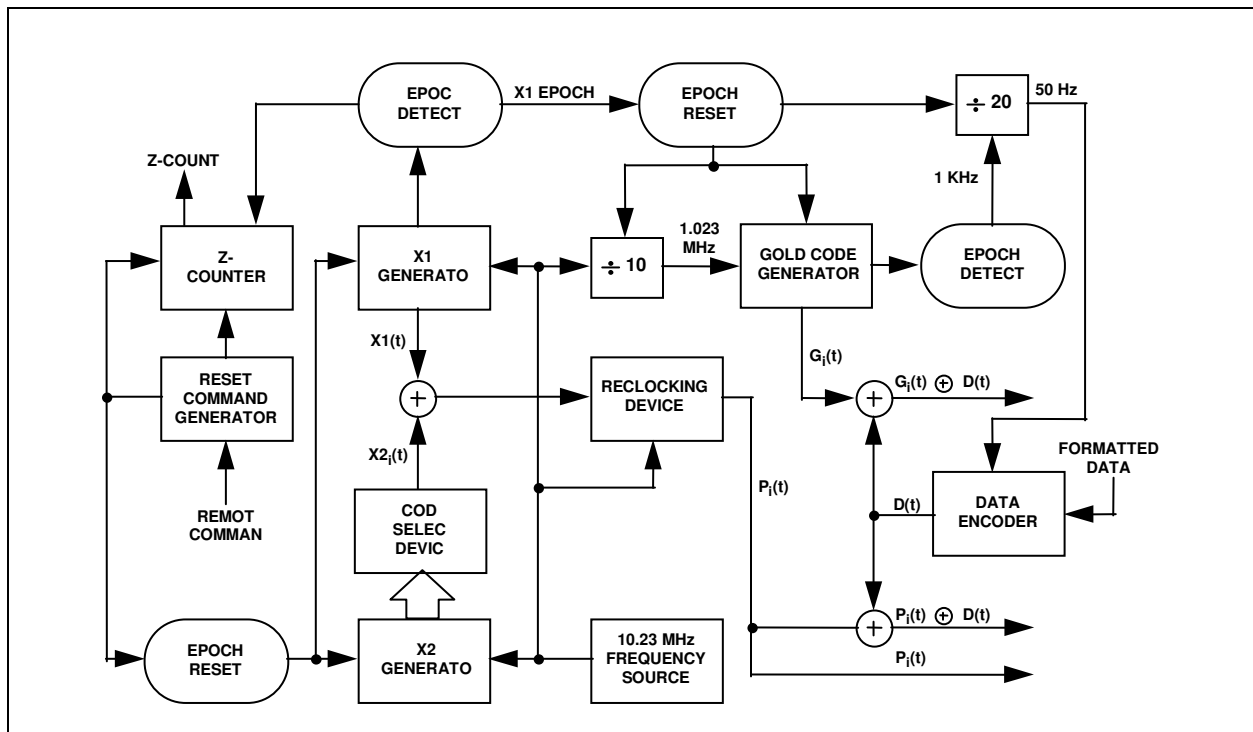 EPOC
DETECT
X1 EPOCH
EPOCH
RESET
÷ 20
50 Hz
Z-COUNT
1 KHz
Z-
COUNTER
X1
GENERATO
÷ 10
1.023
MHz
GOLD CODE
GENERATOR
EPOCH
DETECT
X1(t)
Gi(t)
RESET
COMMAND
GENERATOR
+
RECLOCKING
DEVICE
+
Gi(t) ⊕ D(t)
X2i(t)
FORMATTED
DATA
REMOT
COMMAN
COD
SELEC
DEVIC
Pi(t)
D(t)
DATA
ENCODER
EPOCH
RESET
X2
GENERATO
10.23 MHz
FREQUENCY
SOURCE
+
Pi(t) ⊕ D(t)
Pi(t)